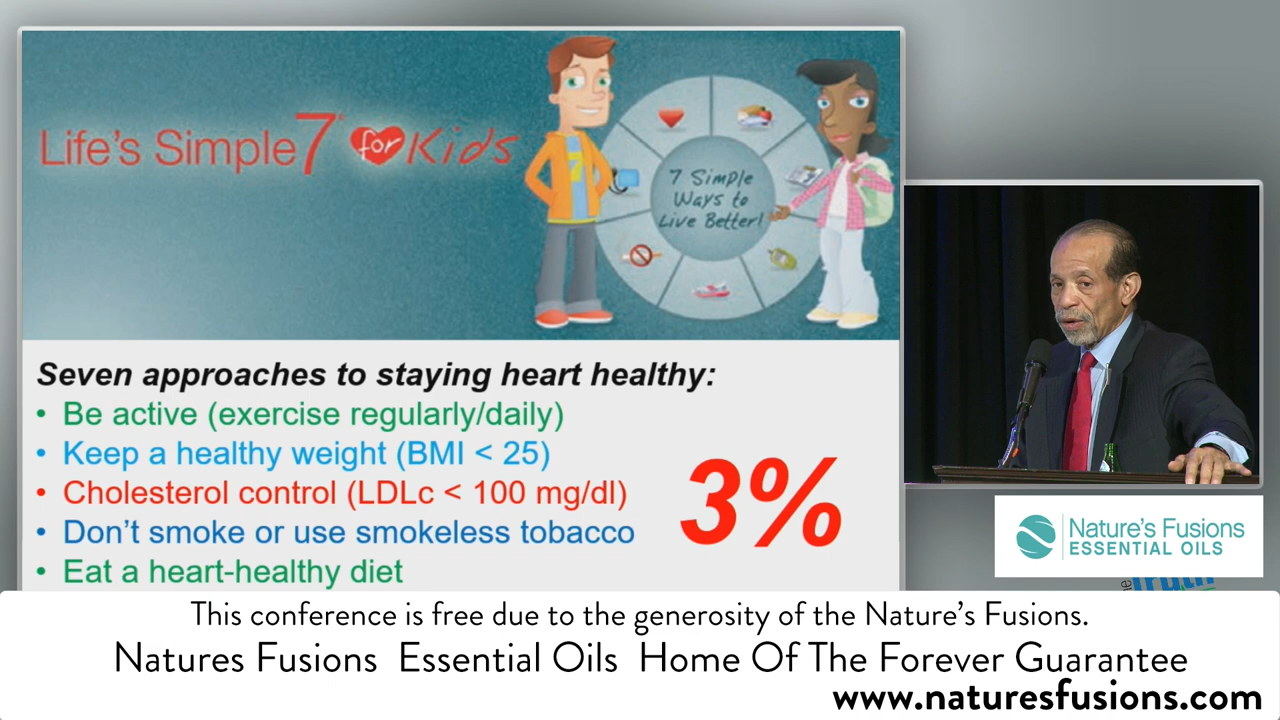 Life's Simple 7 for Kids
7 Simple
Ways to
Live Better!
Seven approaches to staying heart healthy:
• Be active (exercise regularly/daily)
• Keep a healthy weight (BMI < 25)
• Cholesterol control (LDLc < 100 mg/dl)
• Don't smoke or use smokeless tobacco
• Eat a heart-healthy diet
3%
Nature's Fusions
ESSENTIAL OILS
This conference is free due to the generosity of the Nature's Fusions.
Natures Fusions Essential Oils Home Of The Forever Guarantee
www.naturesfusions.com